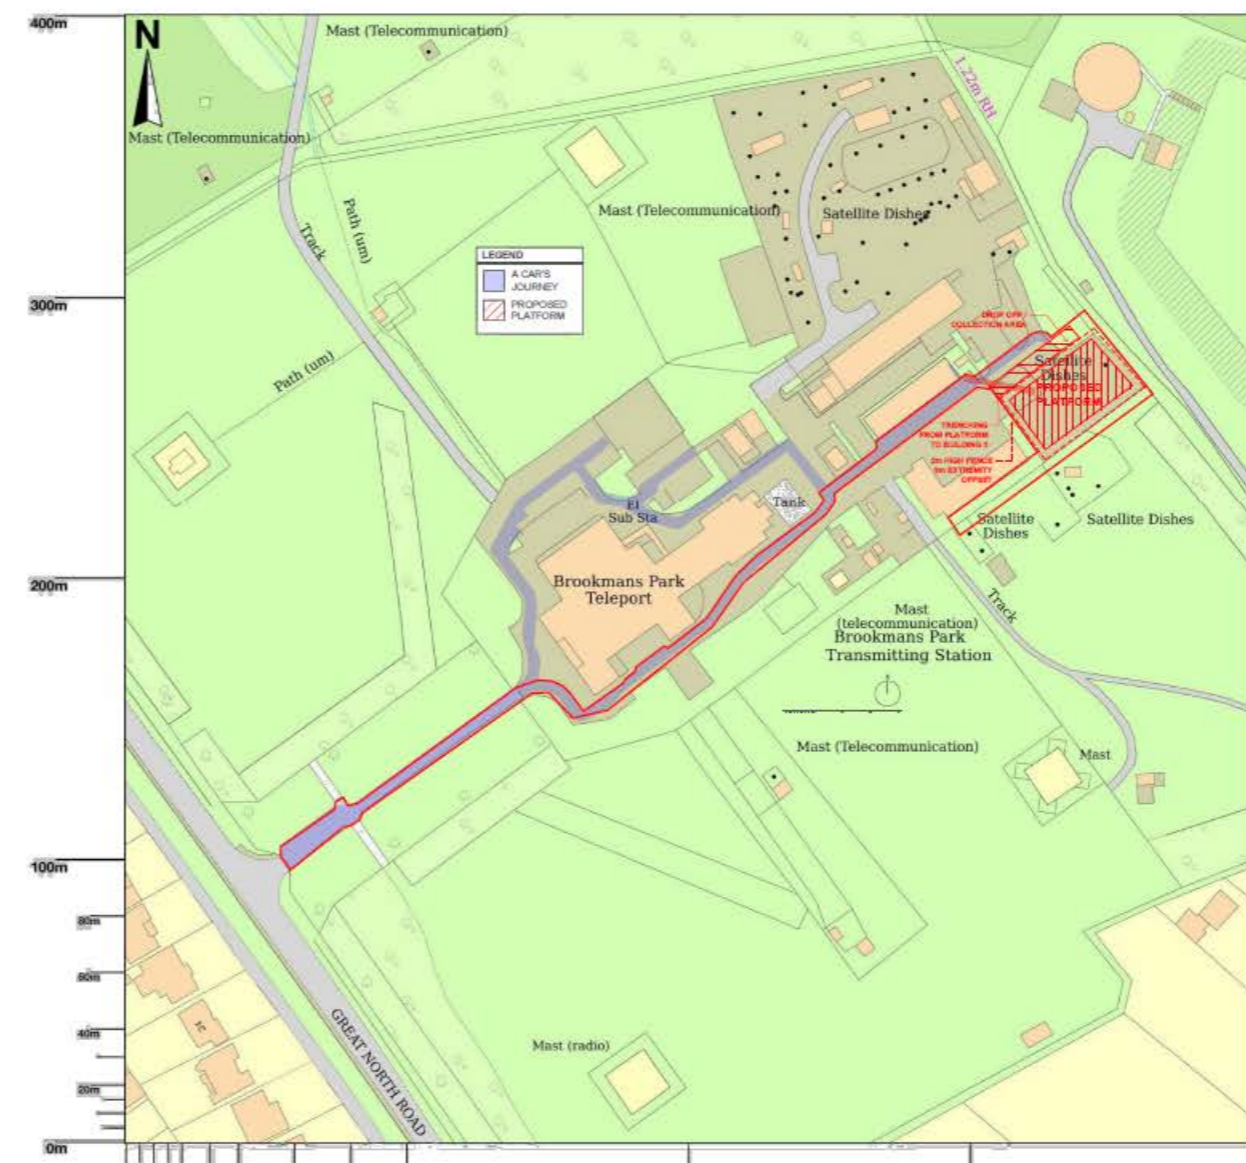 400m
N
Mast (Telecommunication)
Mast (Telecommunication)
1.22m RH
Track
Path (um)
Mast (Telecommunication)
Satellite Dishes
LEGEND
A CAR'S
JOURNEY
PROPOSED
PLATFORM
300m
DROP OFF /
COLLECTION AREA
Satellite
Dishes
PROPOSED
PLATFORM
Path (um)
TRENCHING
FROM PLATFORM
TO BUILDING
2m HIGH FENCE
OFFSET
El
Sub Sta
Tank
Satellite
Dishes
Satellite Dishes
200m
Brookmans Park
Teleport
Track
Mast
(telecommunication)
Brookmans Park
Transmitting Station
Mast (Telecommunication)
Mast
100m
80m
60m
40m
20m
0m
GREAT NORTH ROAD
Mast (radio)